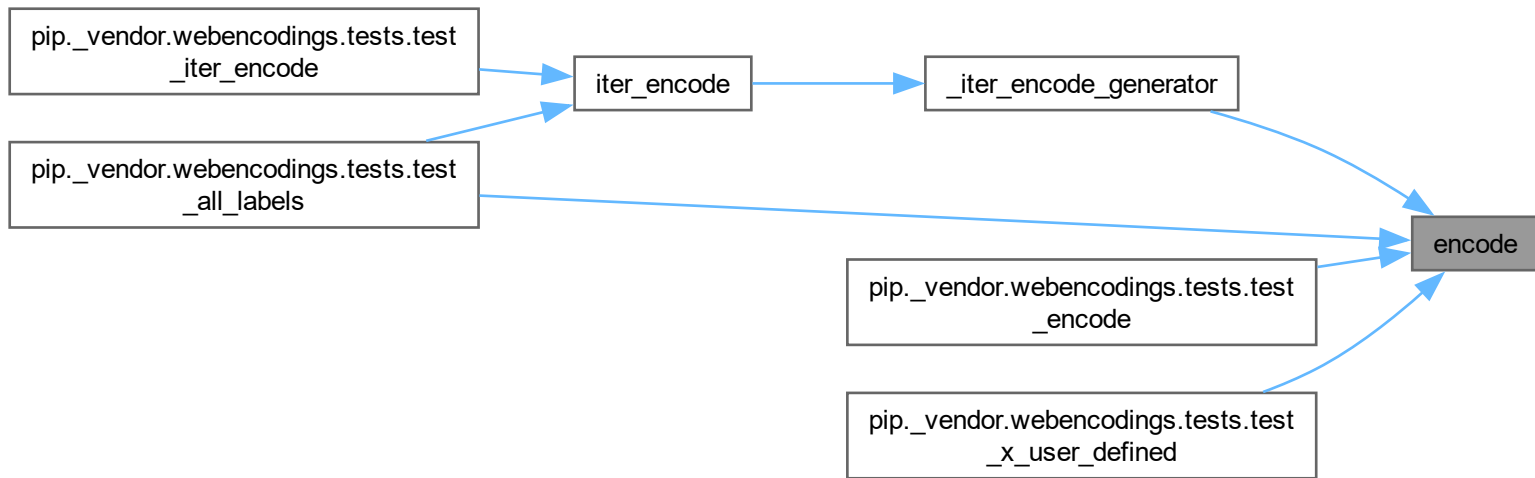 pip._vendor.webencodings.tests.test
_iter_encode
iter_encode
_iter_encode_generator
pip._vendor.webencodings.tests.test
_all_labels
encode
pip._vendor.webencodings.tests.test
_encode
pip._vendor.webencodings.tests.test
_x_user_defined